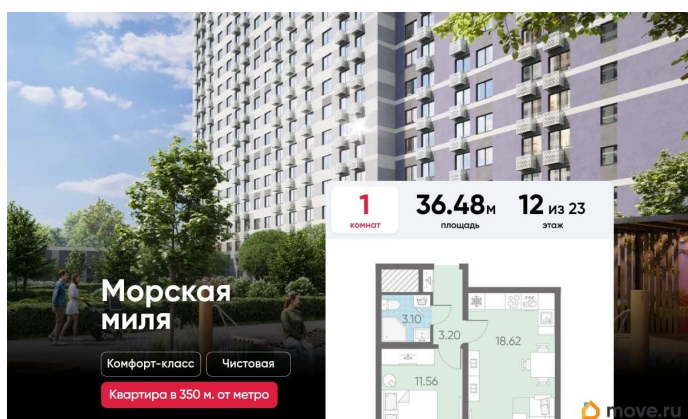 1
комнат
36.48м
площадь
12 из 23
этаж
Морская
миля
Комфорт-класс
Чистовая
Квартира в 350 м. от метро
3.10
3.20
18.62
11.56
move.ru